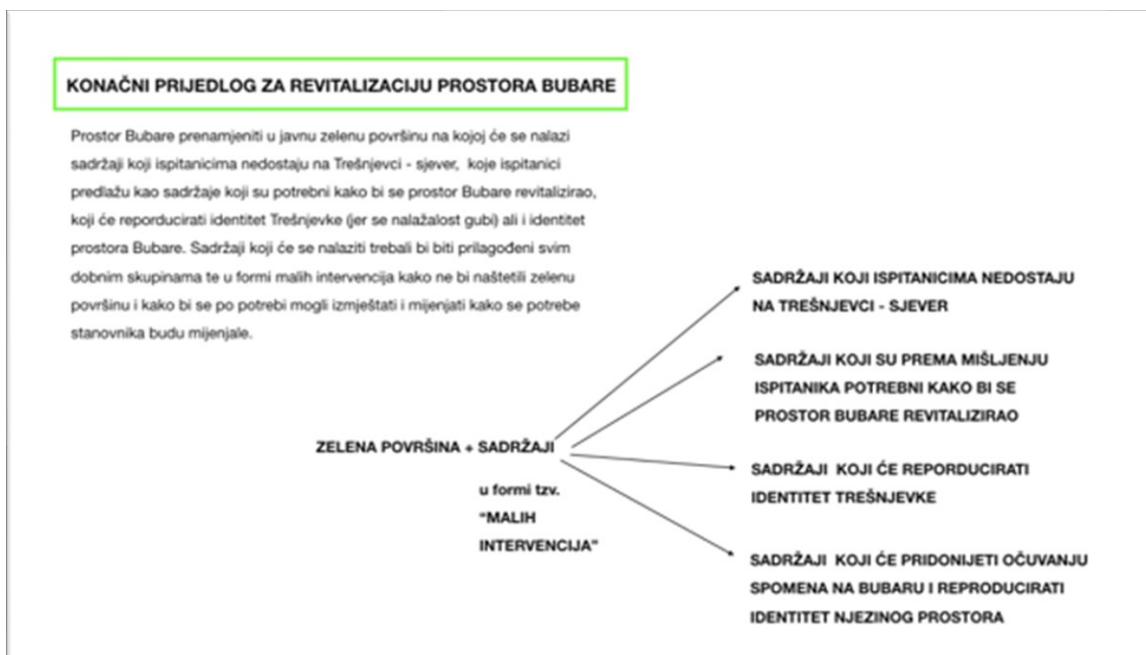 KONAČNI PRIJEDLOG ZA REVITALIZACIJU PROSTORA BUBARE
Prostor Bubare prenamjeniti u javnu zelenu površinu na kojoj će se nalazi
sadržaji koji ispitanicima nedostaju na Trešnjevci - sjever, koje ispitanici
predlažu kao sadržaje koji su potrebni kako bi se prostor Bubare revitalizirao,
koji će reporducirati identitet Trešnjevke (jer se nalažalost gubi) ali i identitet
prostora Bubare. Sadržaji koji će se nalaziti trebali bi biti prilagođeni svim
dobnim skupinama te u formi malih intervencija kako ne bi naštetili zelenu
površinu i kako bi se po potrebi mogli izmještati i mijenjati kako se potrebe
stanovnika budu mijenjale.
ZELENA POVRŠINA + SADRŽAJI
u formi tzv.
"MALIH
INTERVENCIJA"
SADRŽAJI KOJI ISPITANICIMA NEDOSTAJU
NA TREŠNJEVCI - SJEVER
SADRŽAJI KOJI SU PREMA MIŠLJENJU
ISPITANIKA POTREBNI KAKO BI SE
PROSTOR BUBARE REVITALIZIRAO
SADRŽAJI KOJI ĆE REPORDUCIRATI
IDENTITET TREŠNJEVKE
SADRŽAJI KOJI ĆE PRIDONIJETI OČUVANJU
SPOMENA NA BUBARU I REPRODUCIRATI
IDENTITET NJEZINOG PROSTORA